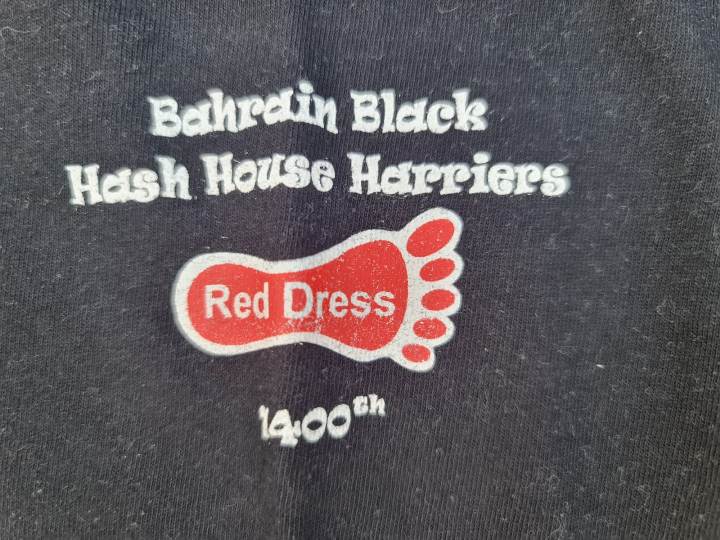 Bahrain Black
Hash House Harriers
Red Dress
1400th